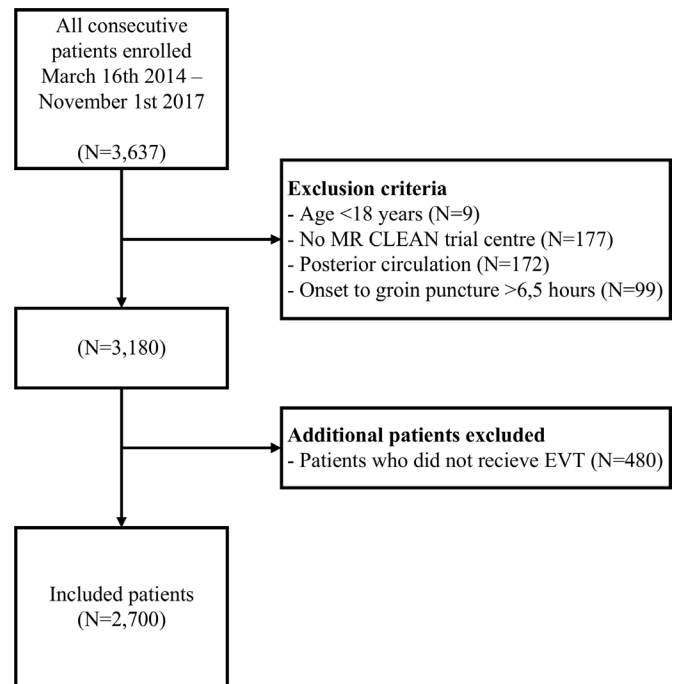 All consecutive
patients enrolled
March 16th 2014 –
November 1st 2017
(N=3,637)
Exclusion criteria
- Age <18 years (N=9)
- No MR CLEAN trial centre (N=177)
- Posterior circulation (N=172)
- Onset to groin puncture >6,5 hours (N=99)
(N=3,180)
Additional patients excluded
- Patients who did not recieve EVT (N=480)
Included patients
(N=2,700)